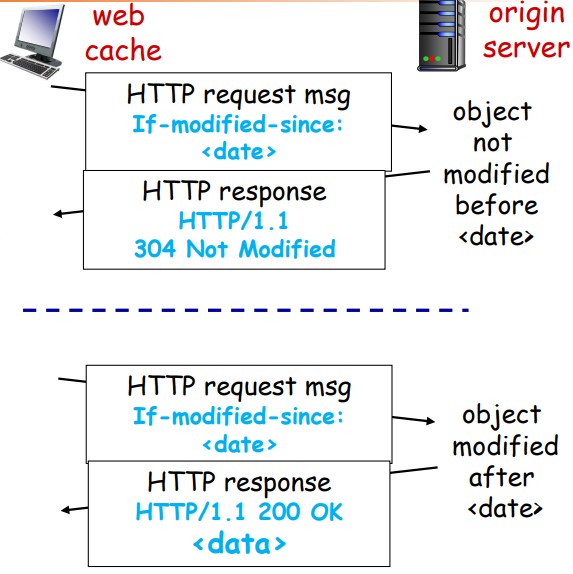 web
cache
origin
server
HTTP request msg
If-modified-since:
<date>
object
not
modified
before
<date>
HTTP response
HTTP/1.1
304 Not Modified
HTTP request msg
If-modified-since:
<date>
object
modified
after
<date>
HTTP response
HTTP/1.1 200 OK
<data>